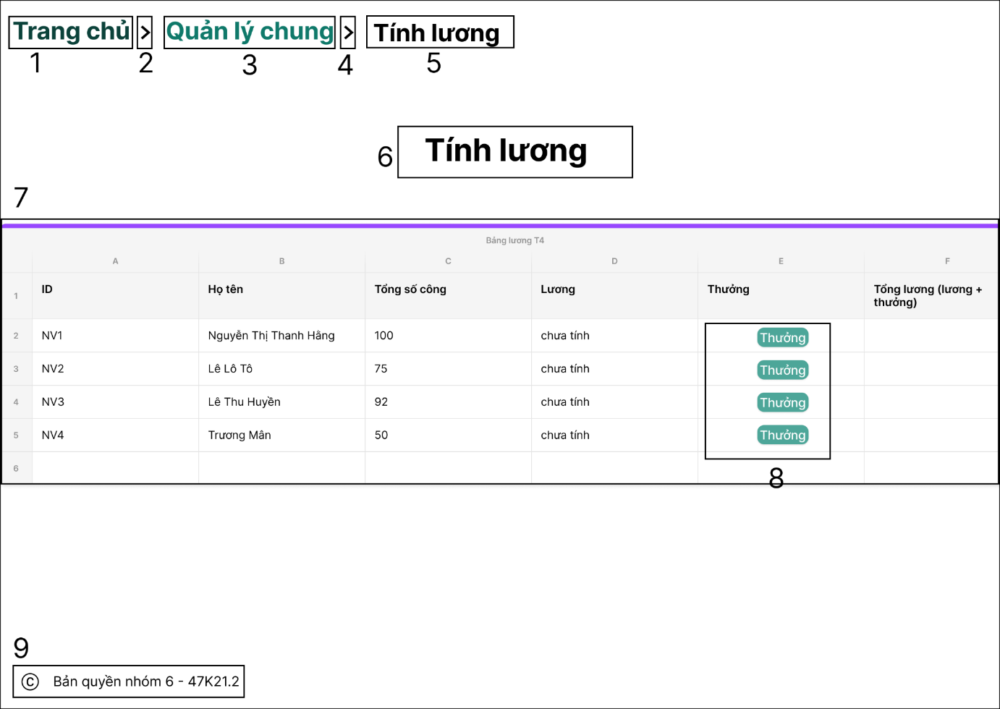 Trang chủ > Quản lý chung > Tính lương
1 2 3 4 5
6 Tính lương
7
Bảng lương T4
A B C D E F
1 ID Họ tên Tổng số công Lương Thưởng Tổng lương (lương +
thưởng)
2 NV1 Nguyễn Thị Thanh Hằng 100 chưa tính Thưởng
3 NV2 Lê Lô Tô 75 chưa tính Thưởng
4 NV3 Lê Thu Huyền 92 chưa tính Thưởng
5 NV4 Trương Mân 50 chưa tính Thưởng
6
8
9
© Bản quyền nhóm 6 - 47K21.2